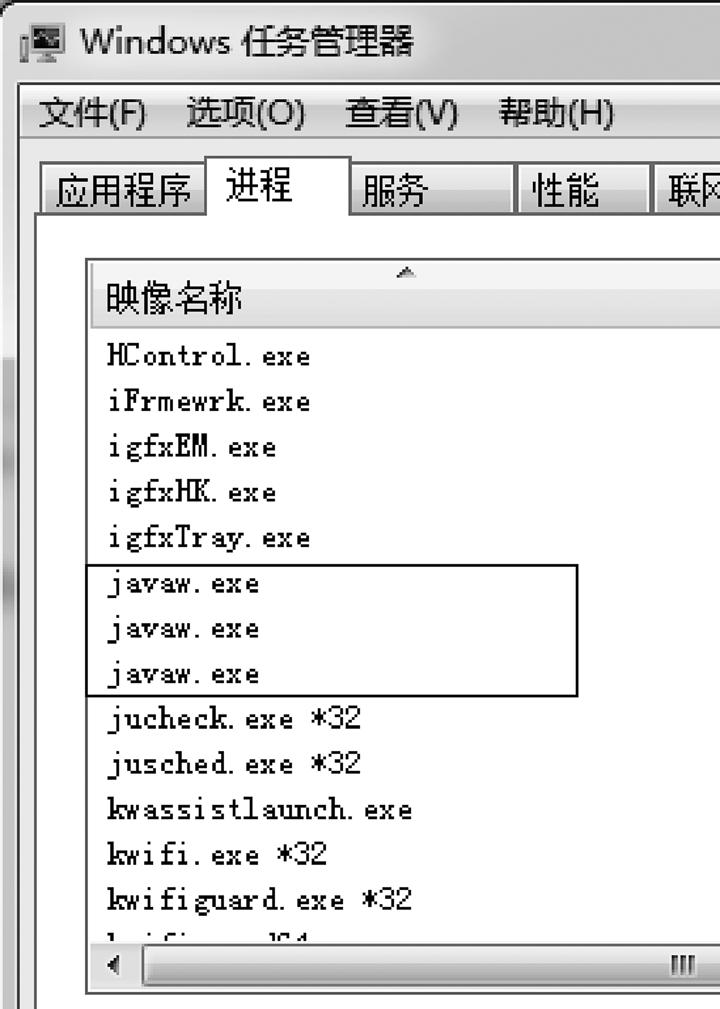 Windows 任务管理器
文件(F) 选项(O) 查看(V) 帮助(H)
应用程序 进程 服务 性能 联
映像名称
HControl.exe
iFrmewrk.exe
igfxEM.exe
igfxHK.exe
igfxTray.exe
javaw.exe
javaw.exe
javaw.exe
jucheck.exe *32
jusched.exe *32
kwassistlaunch.exe
kwifi.exe *32
kwifiguard.exe *32